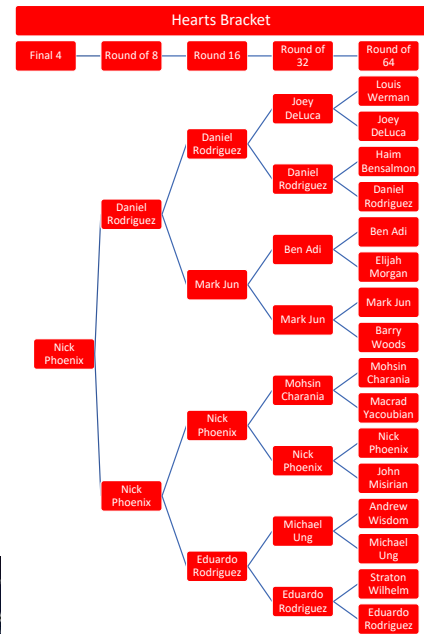 Hearts Bracket
Final 4
Round of 8
Round 16
Round of
32
Round of
64
Nick
Phoenix
Daniel
Rodriguez
Nick
Phoenix
Daniel
Rodriguez
Mark Jun
Nick
Phoenix
Eduardo
Rodriguez
Joey
DeLuca
Daniel
Rodriguez
Ben Adi
Mark Jun
Mohsin
Charania
Nick
Phoenix
Michael
Ung
Eduardo
Rodriguez
Louis
Werman
Joey
DeLuca
Haim
Bensalmon
Daniel
Rodriguez
Ben Adi
Elijah
Morgan
Mark Jun
Barry
Woods
Mohsin
Charania
Macrad
Yacoubian
Nick
Phoenix
John
Misirian
Andrew
Wisdom
Michael
Ung
Straton
Wilhelm
Eduardo
Rodriguez